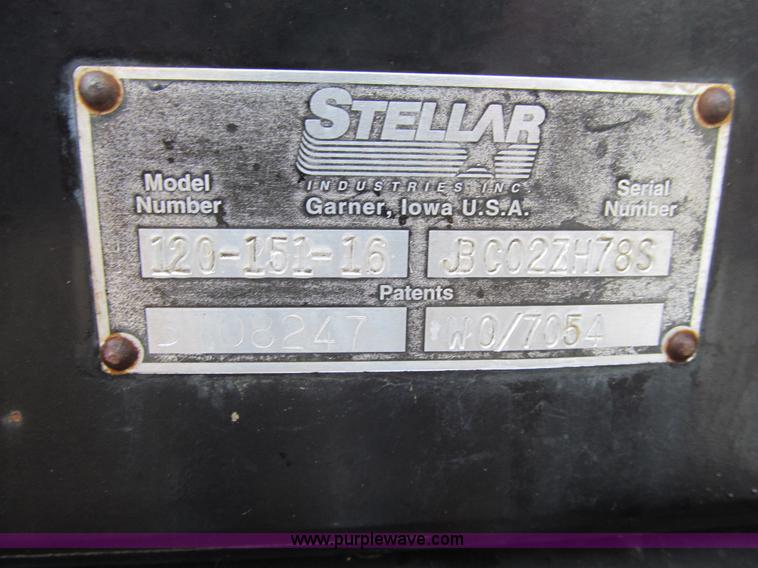 STELLAR
INDUSTRIES INC.
Garner, Iowa U.S.A.
Model
Number
Serial
Number
120-151-16
JBC02ZH78S
Patents
08247
WO/7054
www.purplewave.com